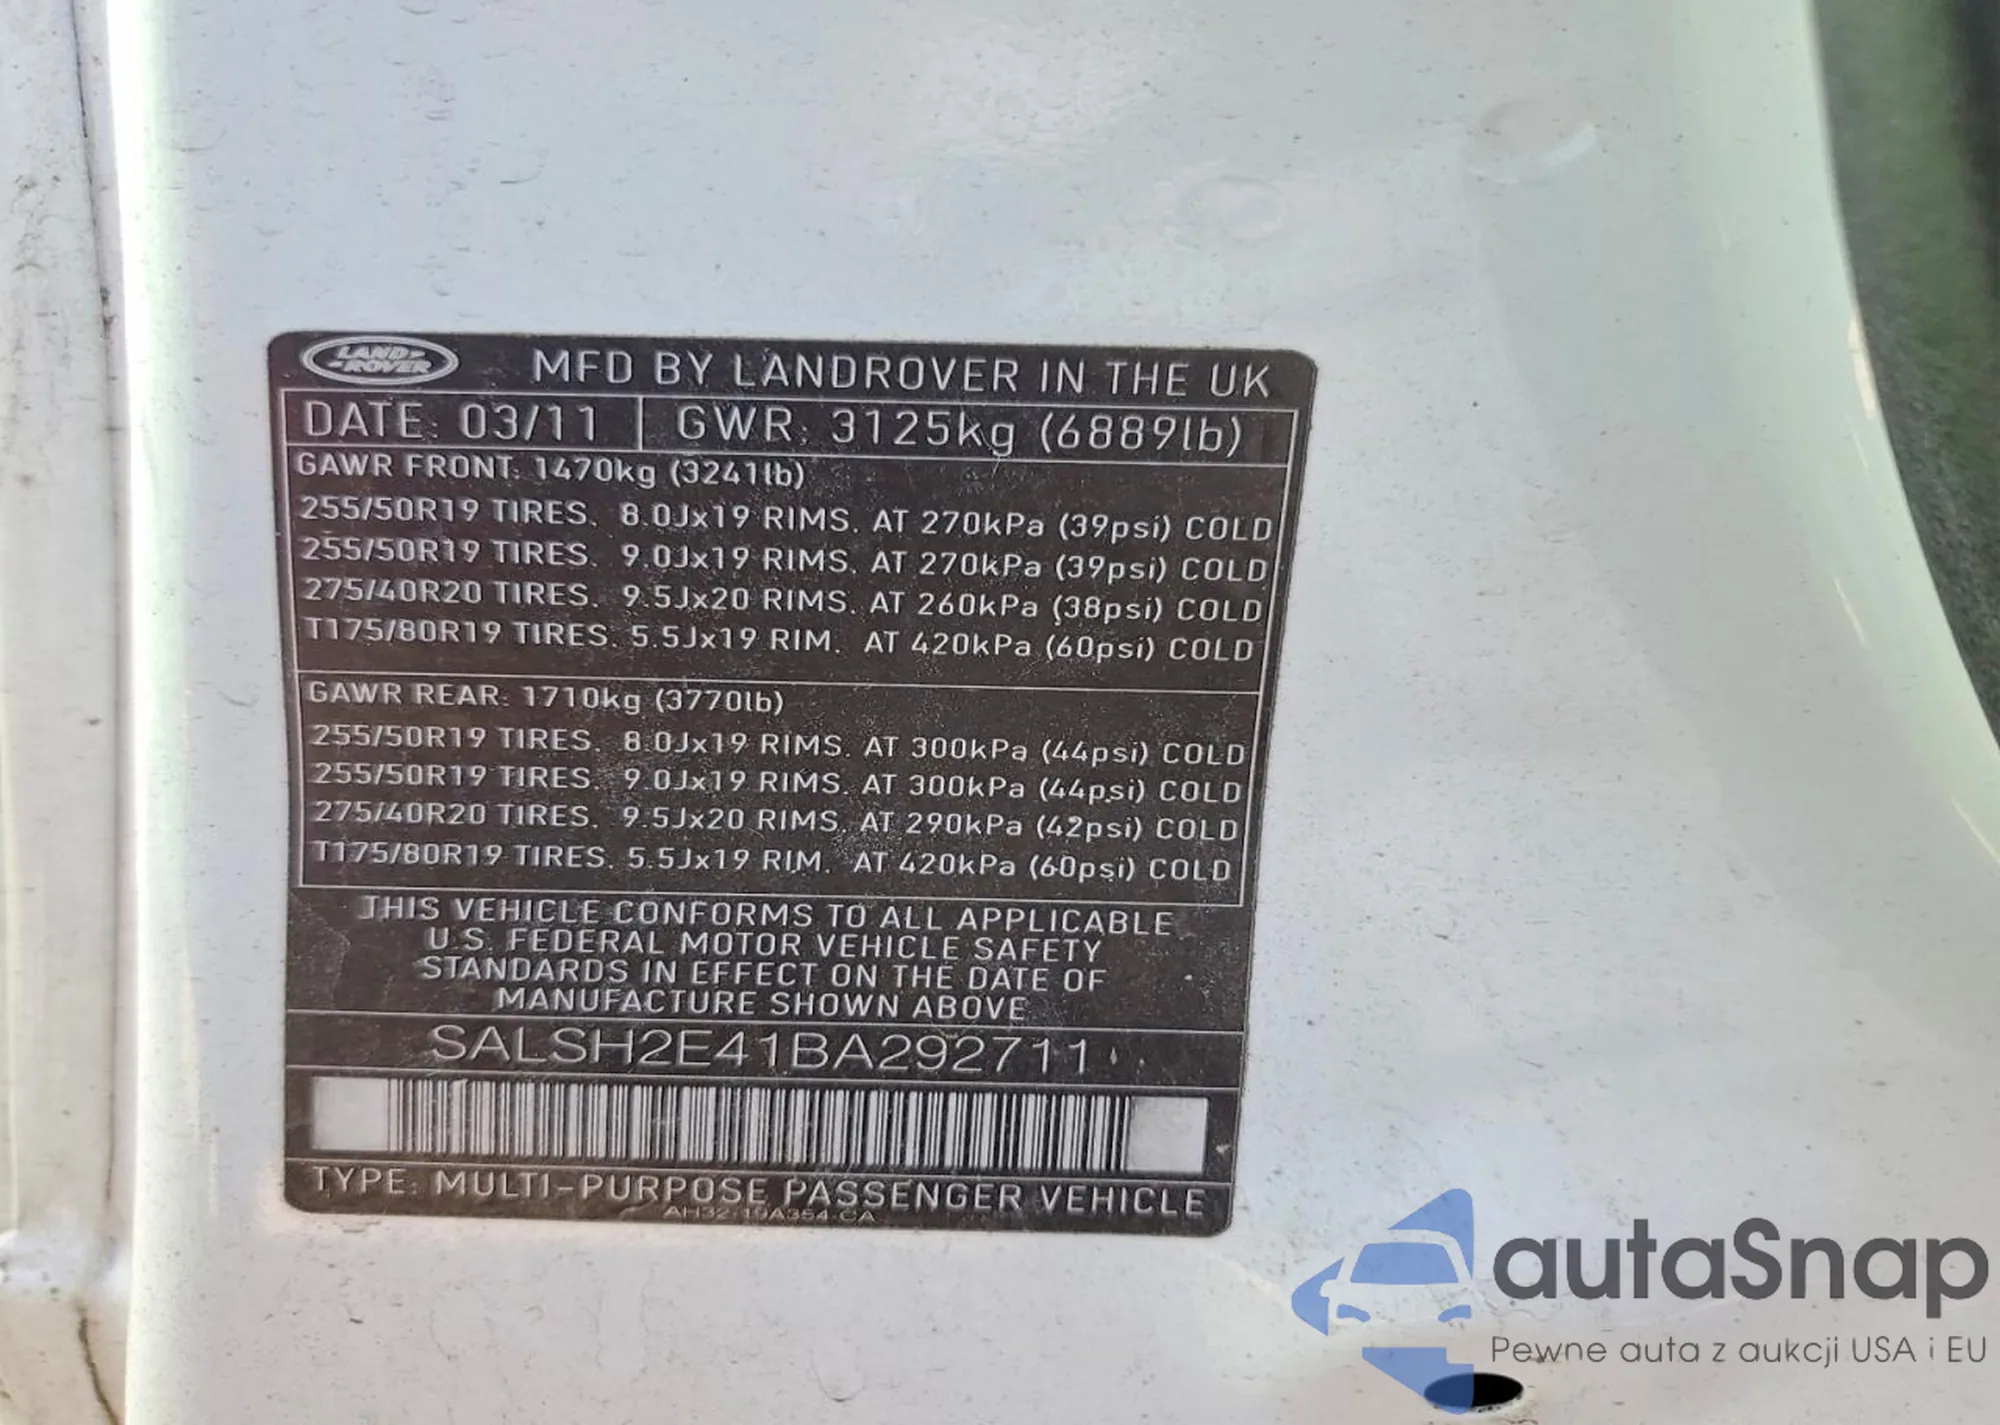 LAND-
-ROVER
MFD BY LANDROVER IN THE UK
DATE: 03/11 GWR: 3125kg (6889lb)
GAWR FRONT: 1470kg (3241lb)
255/50R19 TIRES. 8.0Jx19 RIMS. AT 270kPa (39psi) COLD
255/50R19 TIRES. 9.0Jx19 RIMS. AT 270kPa (39psi) COLD
275/40R20 TIRES. 9.5Jx20 RIMS. AT 260kPa (38psi) COLD
T175/80R19 TIRES. 5.5Jx19 RIM. AT 420kPa (60psi) COLD
GAWR REAR: 1710kg (3770lb)
255/50R19 TIRES. 8.0Jx19 RIMS. AT 300kPa (44psi) COLD
255/50R19 TIRES. 9.0Jx19 RIMS. AT 300kPa (44psi) COLD
275/40R20 TIRES. 9.5Jx20 RIMS. AT 290kPa (42psi) COLD
T175/80R19 TIRES. 5.5Jx19 RIM. AT 420kPa (60psi) COLD
THIS VEHICLE CONFORMS TO ALL APPLICABLE
U.S. FEDERAL MOTOR VEHICLE SAFETY
STANDARDS IN EFFECT ON THE DATE OF
MANUFACTURE SHOWN ABOVE
SALSH2E41BA292711
TYPE: MULTI-PURPOSE PASSENGER VEHICLE
AH32-19A354-CA
autaSnap
Pewne auta z aukcji USA i EU